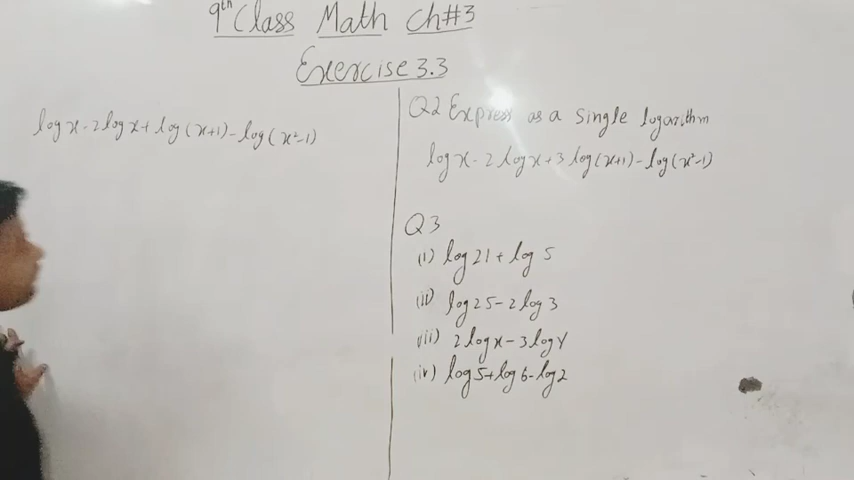 9th Class Math Ch#3
Exercise 3.3
log x - 2 log x + log (x+1) - log (x² - 1)
Q2 Express as a single logarithm
log x - 2 log x + 3 log (x+1) - log (x² - 1)
Q3
(i) log 21 + log 5
(ii) log 25 - 2 log 3
(iii) 2 log x - 3 log Y
(iv) log 5 + log 6 - log 2